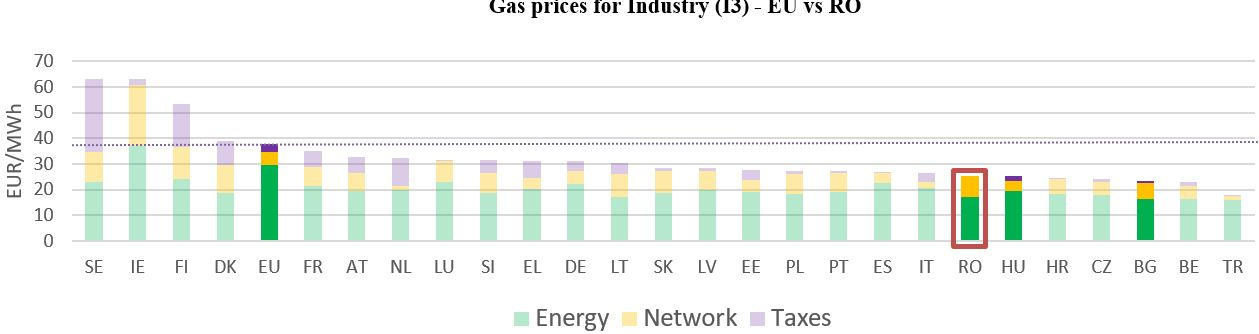 Gas prices for Industry (I3) - EU vs RO
EUR/MWh
70
60
50
40
30
20
10
0
SE IE FI DK EU FR AT NL LU SI EL DE LT SK LV EE PL PT ES IT RO HU HR CZ BG BE TR
Energy Network Taxes